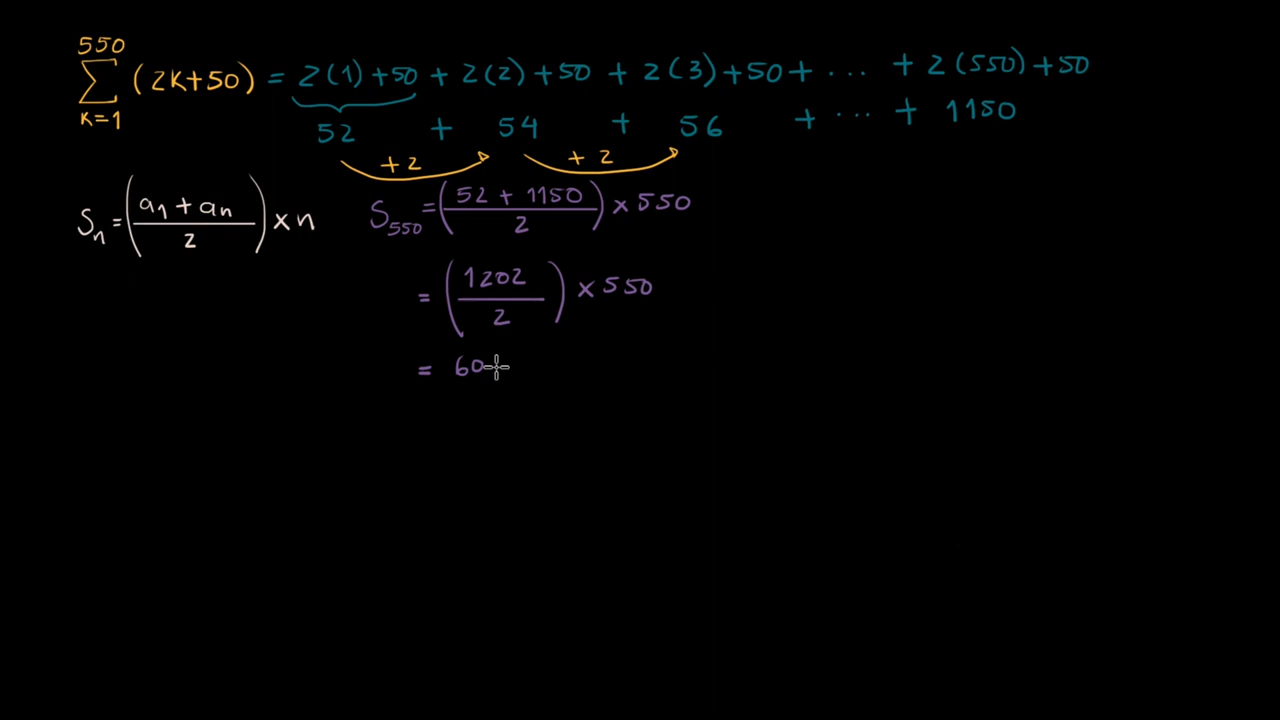 550
∑ (2K+50) = 2(1)+50 + 2(2)+50 + 2(3)+50 + ... + 2(550)+50
K=1
52 + 54 + 56 + ... + 1150
+2 +2
Sn = (a1 + an / 2) × n
S550 = (52 + 1150 / 2) × 550
= (1202 / 2) × 550
= 60